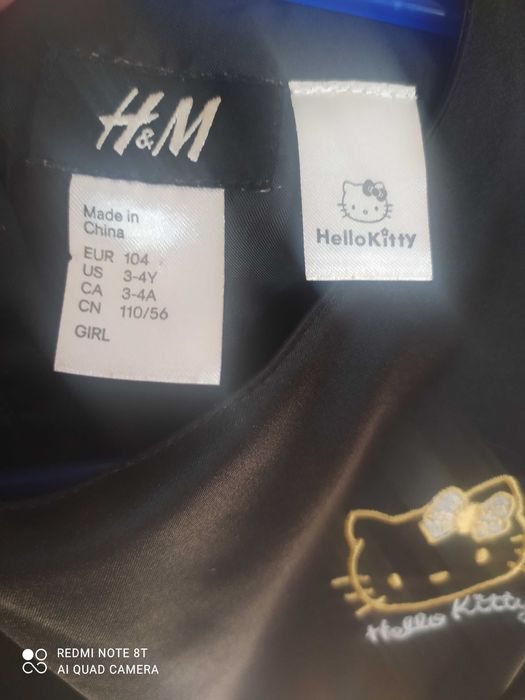 H&M
Made in
China
EUR 104
US 3-4Y
CA 3-4A
CN 110/56
GIRL
HelloKitty
Hello Kitty
REDMI NOTE 8T
AI QUAD CAMERA